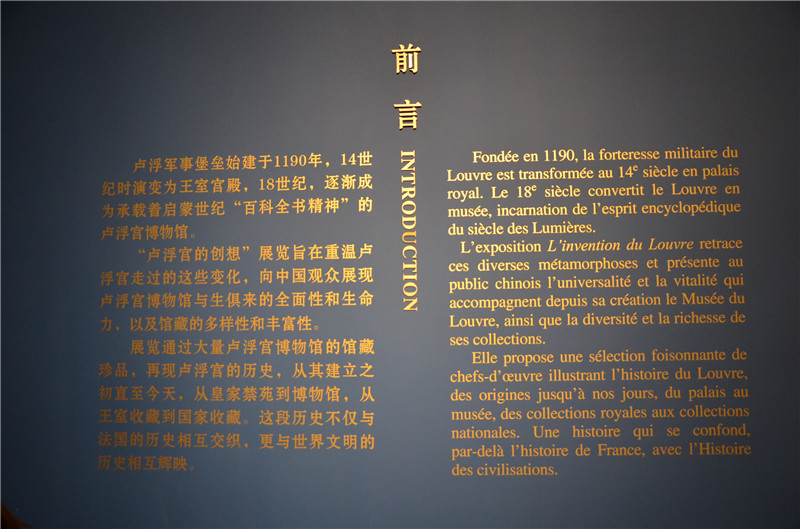 前言 INTRODUCTION
卢浮军事堡垒始建于1190年，14世
纪时演变为王室宫殿，18世纪，逐渐成
为承载着启蒙世纪“百科全书精神”的
卢浮宫博物馆。
“卢浮宫的创想”展览旨在重温卢
浮宫走过的这些变化，向中国观众展现
卢浮宫博物馆与生俱来的全面性和生命
力、以及馆藏的多样性和丰富性。
展览通过大量卢浮宫博物馆的馆藏
珍品，再现卢浮宫的历史，从其建立之
初直至今天，从皇家禁苑到博物馆，从
王室收藏到国家收藏。这段历史不仅与
法国的历史相互交织，更与世界文明的
历史相互辉映。
Fondée en 1190, la forteresse militaire du
Louvre est transformée au 14e siècle en palais
royal. Le 18e siècle convertit le Louvre en
musée, incarnation de l’esprit encyclopédique
du siècle des Lumières.
L’exposition L’invention du Louvre retrace
ces diverses métamorphoses et présente au
public chinois l’universalité et la vitalité qui
accompagnent depuis sa création le Musée du
Louvre, ainsi que la diversité et la richesse de
ses collections.
Elle propose une sélection foisonnante de
chefs-d’œuvre illustrant l’histoire du Louvre,
des origines jusqu’à nos jours, du palais au
musée, des collections royales aux collections
nationales. Une histoire qui se confond,
par-delà l’histoire de France, avec l’Histoire
des civilisations.